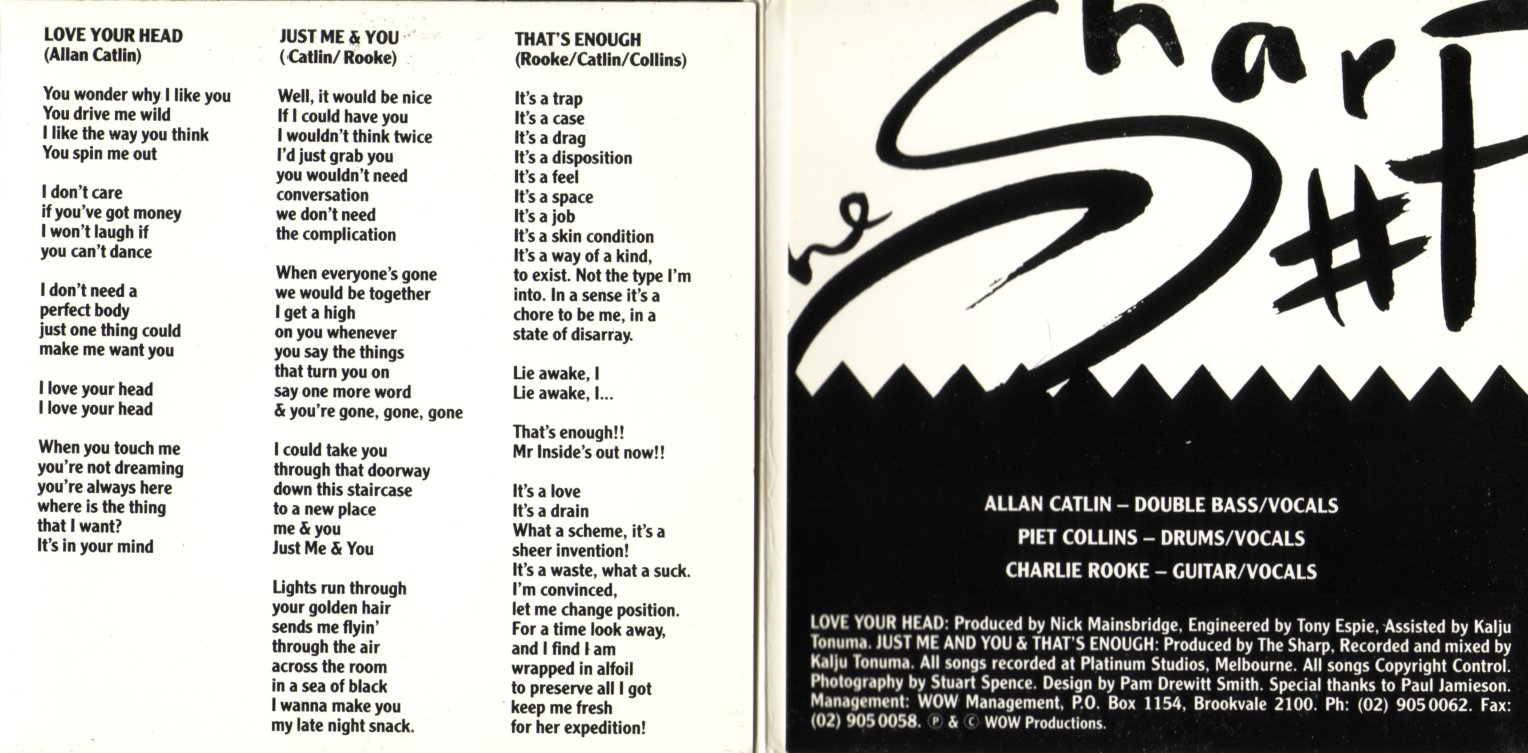 LOVE YOUR HEAD
(Allan Catlin)
You wonder why I like you
You drive me wild
I like the way you think
You spin me out
I don't care
if you've got money
I won't laugh if
you can't dance
I don't need a
perfect body
just one thing could
make me want you
I love your head
I love your head
When you touch me
you're not dreaming
you're always here
where is the thing
that I want?
It's in your mind
JUST ME & YOU
(Catlin/ Rooke)
Well, it would be nice
If I could have you
I wouldn't think twice
I'd just grab you
you wouldn't need
conversation
we don't need
the complication
When everyone's gone
we would be together
I get a high
on you whenever
you say the things
that turn you on
say one more word
& you're gone, gone, gone
I could take you
through that doorway
down this staircase
to a new place
me & you
Just Me & You
Lights run through
your golden hair
sends me flyin'
through the air
across the room
in a sea of black
I wanna make you
my late night snack.
THAT'S ENOUGH
(Rooke/Catlin/Collins)
It's a trap
It's a case
It's a drag
It's a disposition
It's a feel
It's a space
It's a job
It's a skin condition
It's a way of a kind,
to exist. Not the type I'm
into. In a sense it's a
chore to be me, in a
state of disarray.
Lie awake, I
Lie awake, I...
That's enough!!
Mr Inside's out now!!
It's a love
It's a drain
What a scheme, it's a
sheer invention!
It's a waste, what a suck.
I'm convinced,
let me change position.
For a time look away,
and I find I am
wrapped in alfoil
to preserve all I got
keep me fresh
for her expedition!
he SharP #
ALLAN CATLIN – DOUBLE BASS/VOCALS
PIET COLLINS – DRUMS/VOCALS
CHARLIE ROOKE – GUITAR/VOCALS
LOVE YOUR HEAD: Produced by Nick Mainsbridge, Engineered by Tony Espie, Assisted by Kalju
Tonuma. JUST ME AND YOU & THAT'S ENOUGH: Produced by The Sharp, Recorded and mixed by
Kalju Tonuma. All songs recorded at Platinum Studios, Melbourne. All songs Copyright Control.
Photography by Stuart Spence. Design by Pam Drewitt Smith. Special thanks to Paul Jamieson.
Management: WOW Management, P.O. Box 1154, Brookvale 2100. Ph: (02) 905 0062. Fax:
(02) 905 0058. ℗ & © WOW Productions.